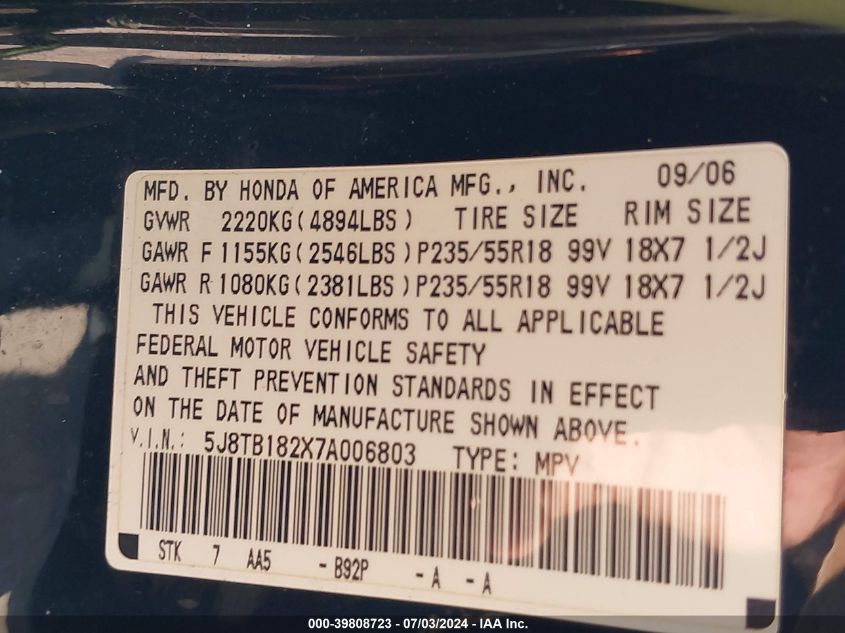 MFD. BY HONDA OF AMERICA MFG., INC. 09/06
GVWR 2220KG(4894LBS) TIRE SIZE RIM SIZE
GAWR F 1155KG(2546LBS)P235/55R18 99V 18X7 1/2J
GAWR R 1080KG(2381LBS)P235/55R18 99V 18X7 1/2J
THIS VEHICLE CONFORMS TO ALL APPLICABLE
FEDERAL MOTOR VEHICLE SAFETY
AND THEFT PREVENTION STANDARDS IN EFFECT
ON THE DATE OF MANUFACTURE SHOWN ABOVE.
V.I.N.: 5J8TB182X7A006803 TYPE: MPV
STK 7 AA5 - B92P - A - A
000-39808723 - 07/03/2024 - IAA Inc.